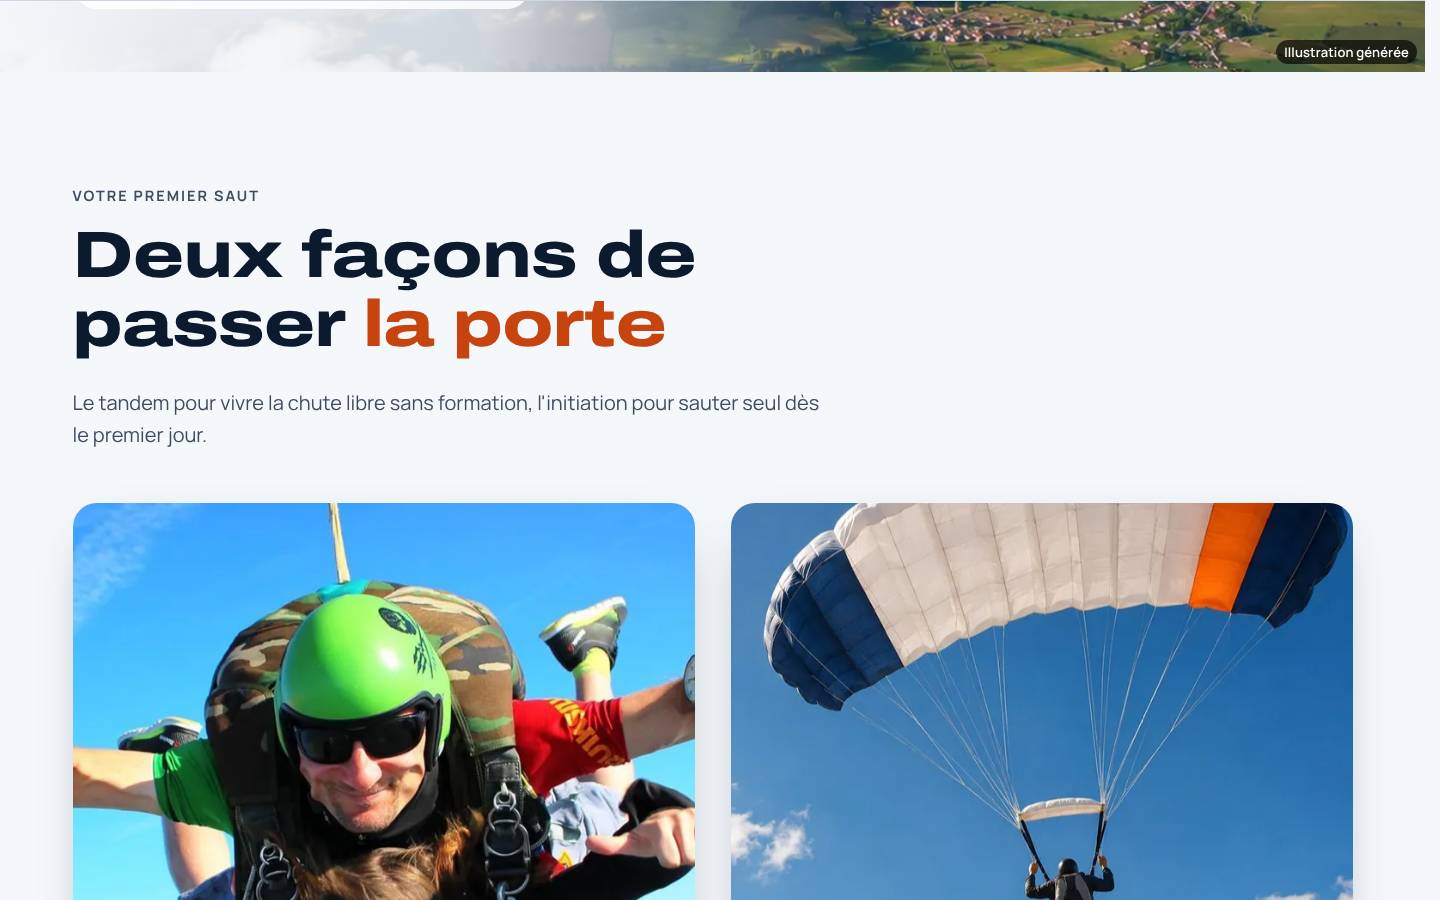 Illustration générée
VOTRE PREMIER SAUT
Deux façons de
passer la porte
Le tandem pour vivre la chute libre sans formation, l'initiation pour sauter seul dès
le premier jour.